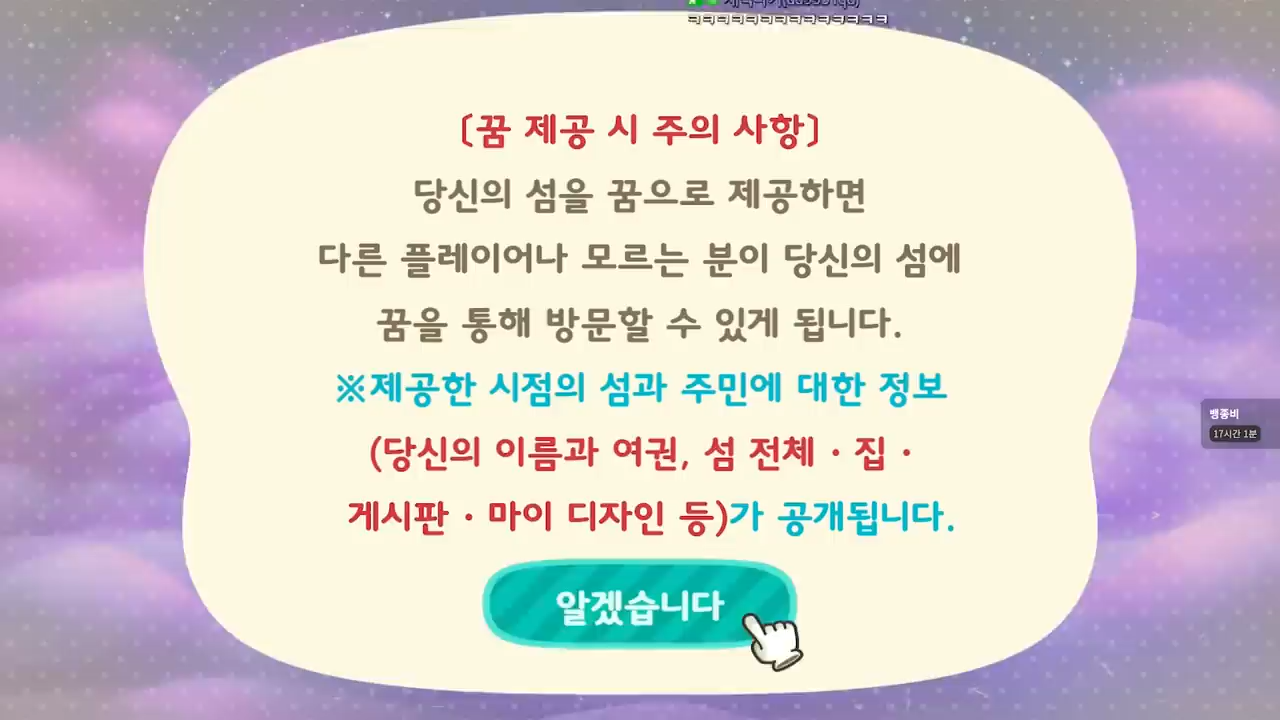 ㅋㅋㅋㅋㅋㅋㅋㅋㅋㅋㅋㅋㅋㅋ
〔꿈 제공 시 주의 사항〕
당신의 섬을 꿈으로 제공하면
다른 플레이어나 모르는 분이 당신의 섬에
꿈을 통해 방문할 수 있게 됩니다.
※제공한 시점의 섬과 주민에 대한 정보
(당신의 이름과 여권, 섬 전체 · 집 ·
게시판 · 마이 디자인 등)가 공개됩니다.
뱅종비
17시간 1분
알겠습니다